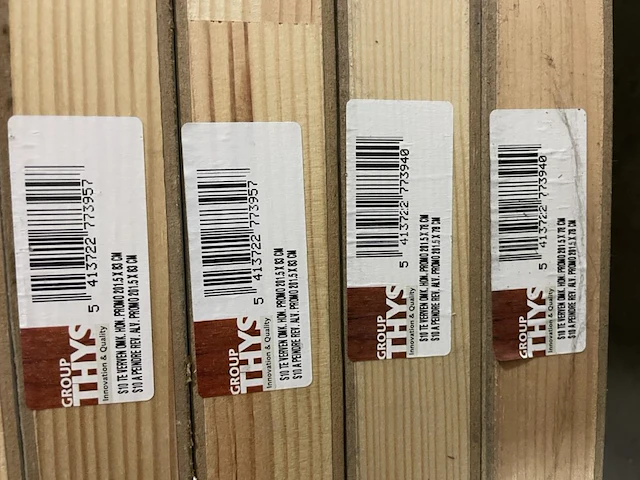 5 413722 773957
GROUP
THYS
Innovation & Quality
S10 TE VERVEN OMK. HON. PROMO 201.5 X 83 CM
S10 A PEINDRE REV. ALV. PROMO 201.5 X 83 CM
5 413722 773957
GROUP
THYS
Innovation & Quality
S10 TE VERVEN OMK. HON. PROMO 201.5 X 83 CM
S10 A PEINDRE REV. ALV. PROMO 201.5 X 83 CM
5 413722 773940
GROUP
THYS
Innovation & Quality
S10 TE VERVEN OMK. HON. PROMO 201.5 X 78 CM
S10 A PEINDRE REV. ALV. PROMO 201.5 X 78 CM
5 413722 773940
GROUP
THYS
Innovation & Quality
S10 TE VERVEN OMK. HON. PROMO 201.5 X 78 CM
S10 A PEINDRE REV. ALV. PROMO 201.5 X 78 CM